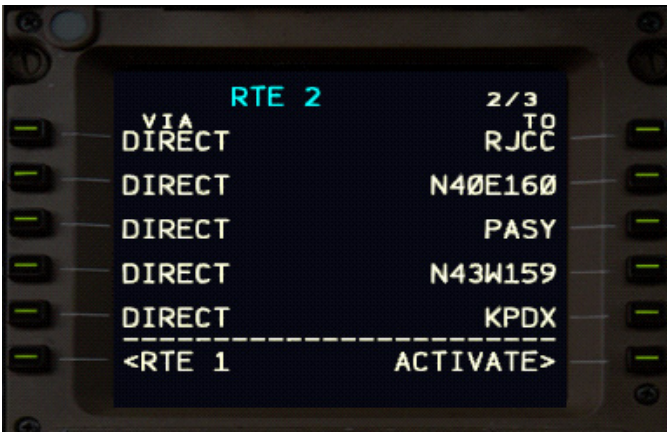 RTE 2 2/3
VIA TO
DIRECT RJCC
DIRECT N40E160
DIRECT PASY
DIRECT N43W159
DIRECT KPDX
------------------------
<RTE 1 ACTIVATE>